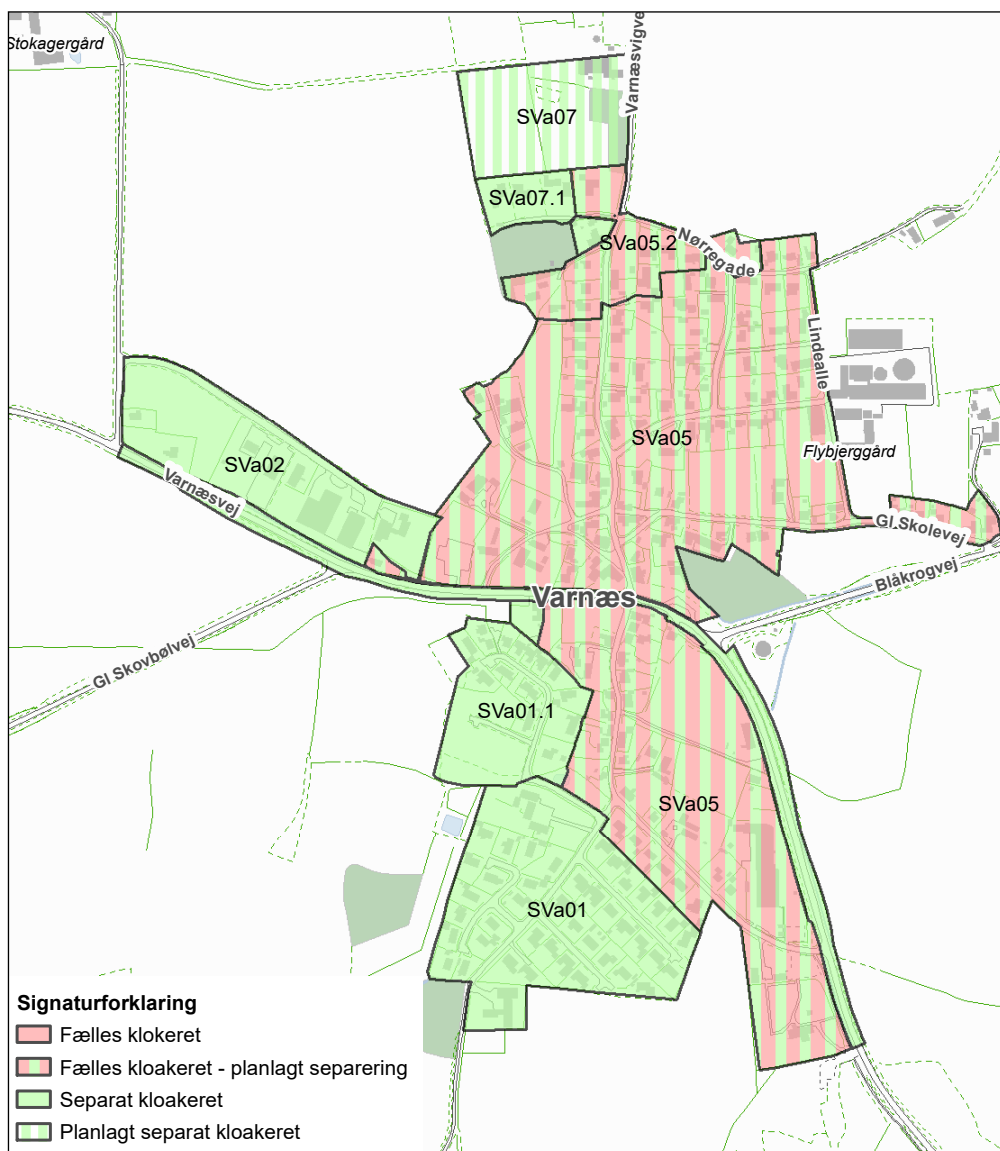 Stokagergård
Varnæsvigve
SVa07
SVa07.1
SVa05.2
Nørregade
Lindealle
SVa05
Flybjerggård
SVa02
Varnæsvej
Gl Skolevej
Blåkrogvej
Varnæs
Gl Skovbølvej
SVa01.1
SVa05
SVa01
Signaturforklaring
Fælles klokeret
Fælles kloakeret - planlagt separering
Separat kloakeret
Planlagt separat kloakeret